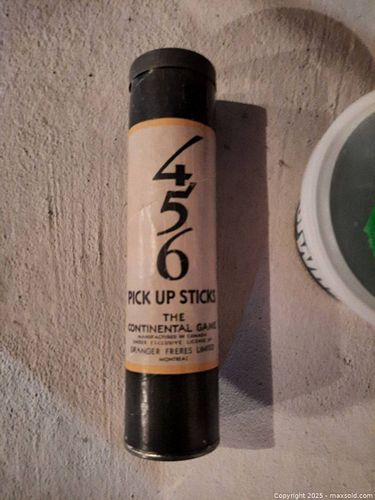 4
5
6
PICK UP STICKS
THE
CONTINENTAL GAME
MANUFACTURED IN CANADA
UNDER EXCLUSIVE LICENSE OF
GRANGER FRERES LIMITED
MONTREAL
Copyright 2025 - maxsold.com